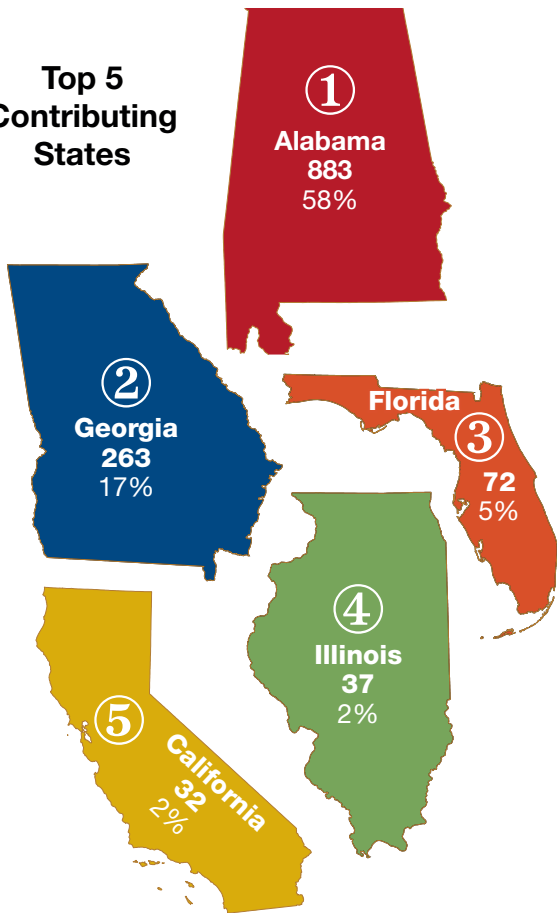 Top 5
Contributing
States
①
Alabama
883
58%
②
Georgia
263
17%
Florida
③
72
5%
④
Illinois
37
2%
⑤
California
32
2%